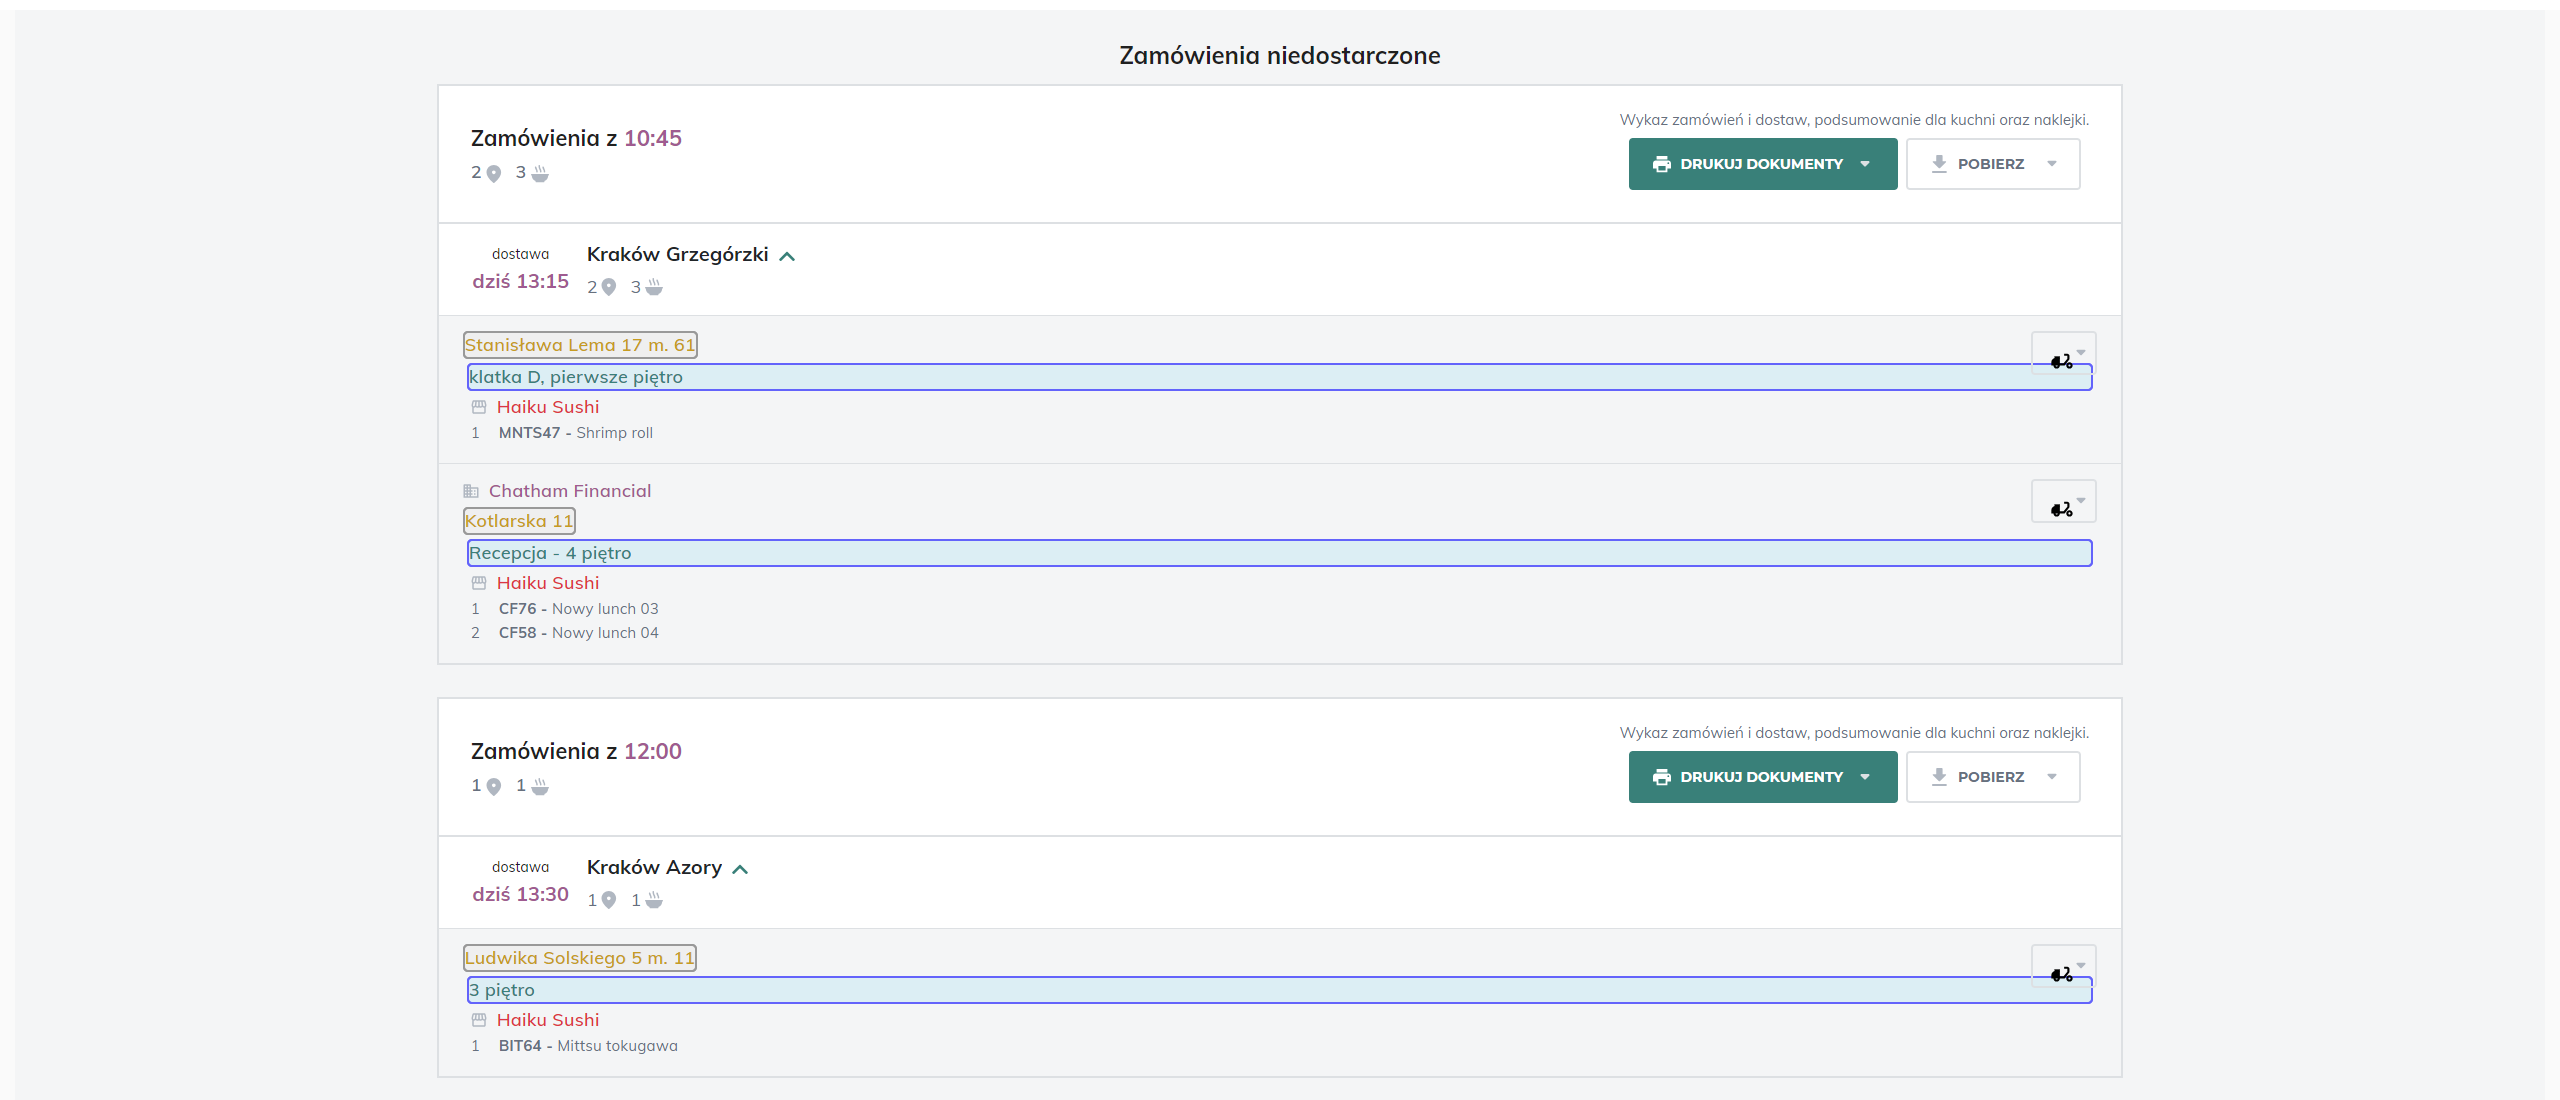 Zamówienia niedostarczone
Zamówienia z 10:45
2 3
Wykaz zamówień i dostaw, podsumowanie dla kuchni oraz naklejki.
DRUKUJ DOKUMENTY
POBIERZ
dostawa
dziś 13:15
Kraków Grzegórzki
2 3
Stanisława Lema 17 m. 61
klatka D, pierwsze piętro
Haiku Sushi
1 MNTS47 - Shrimp roll
Chatham Financial
Kotlarska 11
Recepcja - 4 piętro
Haiku Sushi
1 CF76 - Nowy lunch 03
2 CF58 - Nowy lunch 04
Zamówienia z 12:00
1 1
Wykaz zamówień i dostaw, podsumowanie dla kuchni oraz naklejki.
DRUKUJ DOKUMENTY
POBIERZ
dostawa
dziś 13:30
Kraków Azory
1 1
Ludwika Solskiego 5 m. 11
3 piętro
Haiku Sushi
1 BIT64 - Mittsu tokugawa